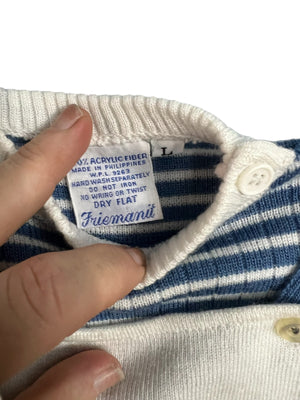 0% ACRYLIC FIBER
MADE IN PHILIPPINES
W.P.L. 9263
HAND WASH SEPARATELY
DO NOT IRON
NO WRING OR TWIST
DRY FLAT
Friemanit
L